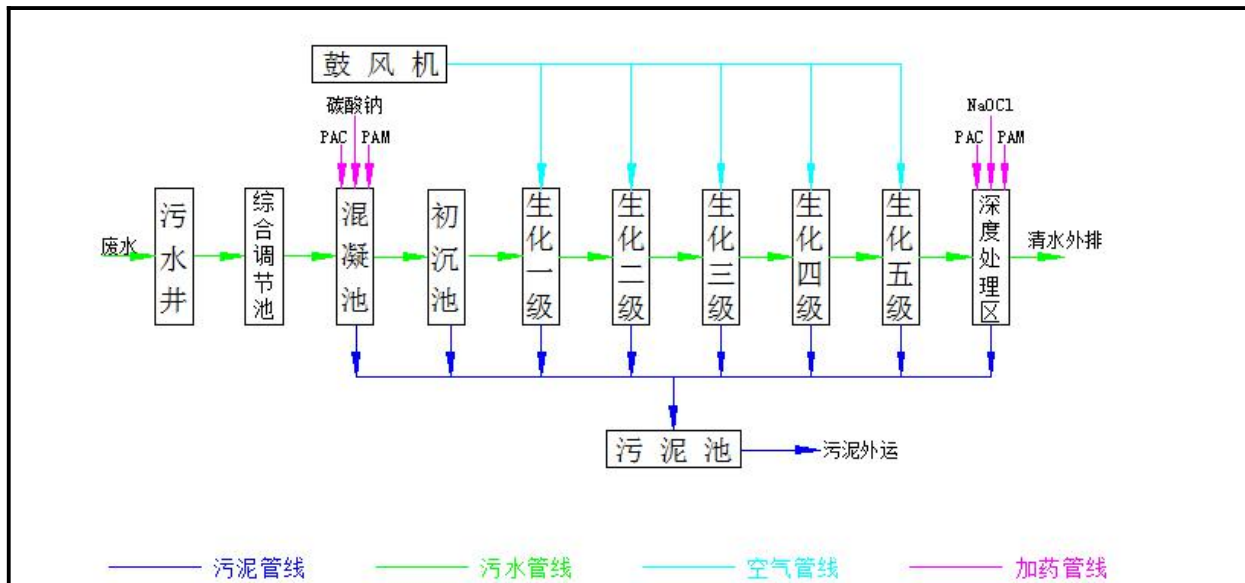 鼓风机
碳酸钠
PAC
PAM
NaOCl
PAC
PAM
废水
污水井
综合调节池
混凝池
初沉池
生化一级
生化二级
生化三级
生化四级
生化五级
深度处理区
清水外排
污泥池
污泥外运
污泥管线
污水管线
空气管线
加药管线